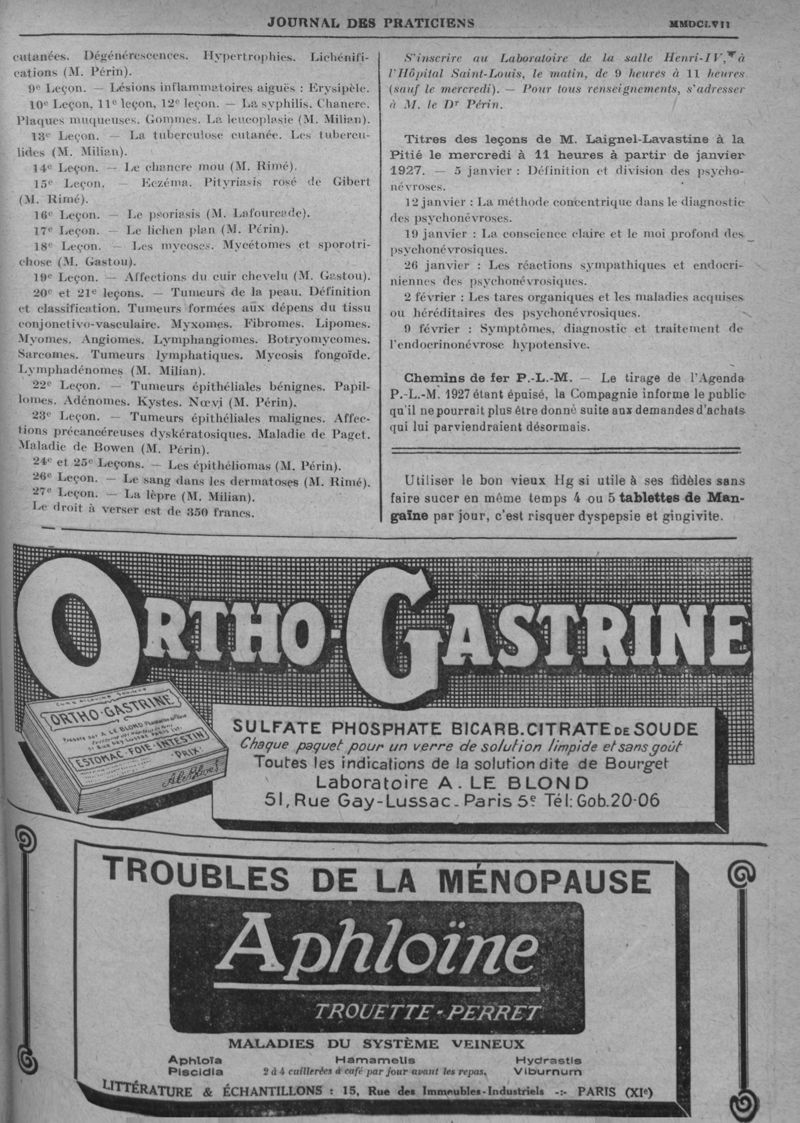 JOURNAL DES PRATICIENS
MMDCLVII
cutanées. Dégénérescences. Hypertrophies. Lichénifi-
cations (M. Périn).
9e Leçon. — Lésions inflammatoires aiguës : Erysipèle.
10e Leçon, 11e leçon, 12e leçon. — La syphilis. Chancre.
Plaques muqueuses. Gommes. La leucoplasie (M. Milian).
13e Leçon. — La tuberculose cutanée. Les tubercu-
lides (M. Milian).
14e Leçon. — Le chancre mou (M. Rimé).
15e Leçon. — Eczéma. Pityriasis rosé de Gibert
(M. Rimé).
16e Leçon. — Le psoriasis (M. Lafourcade).
17e Leçon. — Le lichen plan (M. Périn).
18e Leçon. — Les mycoses. Mycétomes et sporotri-
chose (M. Gastou).
19e Leçon. — Affections du cuir chevelu (M. Gastou).
20e et 21e leçons. — Tumeurs de la peau. Définition
et classification. Tumeurs formées aux dépens du tissu
conjonctivo-vasculaire. Myxomes. Fibromes. Lipomes.
Myomes. Angiomes. Lymphangiomes. Botryomycomes.
Sarcomes. Tumeurs lymphatiques. Mycosis fongoïde.
Lymphadénomes (M. Milian).
22e Leçon. — Tumeurs épithéliales bénignes. Papil-
lomes. Adénomes. Kystes. Nœvi (M. Périn).
23e Leçon. — Tumeurs épithéliales malignes. Affec-
tions précancéreuses dyskératosiques. Maladie de Paget.
Maladie de Bowen (M. Périn).
24e et 25e Leçons. — Les épithéliomas (M. Périn).
26e Leçon. — Le sang dans les dermatoses (M. Rimé).
27e Leçon. — La lèpre (M. Milian).
Le droit à verser est de 350 francs.
S'inscrire au Laboratoire de la salle Henri-IV, à
l'Hôpital Saint-Louis, le matin, de 9 heures à 11 heures
(sauf le mercredi). — Pour tous renseignements, s'adresser
à M. le Dr Périn.
Titres des leçons de M. Laignel-Lavastine à la
Pitié le mercredi à 11 heures à partir de janvier
1927. — 5 janvier : Définition et division des psycho-
névroses.
12 janvier : La méthode concentrique dans le diagnostic
des psychonévroses.
19 janvier : La conscience claire et le moi profond des
psychonévrosiques.
26 janvier : Les réactions sympathiques et endocri-
niennes des psychonévrosiques.
2 février : Les tares organiques et les maladies acquises
ou héréditaires des psychonévrosiques.
9 février : Symptômes, diagnostic et traitement de
l'endocrinonévrose hypotensive.
Chemins de fer P.-L.-M. — Le tirage de l'Agenda
P.-L.-M. 1927 étant épuisé, la Compagnie informe le public
qu'il ne pourrait plus être donné suite aux demandes d'achats
qui lui parviendraient désormais.
Utiliser le bon vieux Hg si utile à ses fidèles sans
faire sucer en même temps 4 ou 5 tablettes de Man-
gaïne par jour, c'est risquer dyspepsie et gingivite.
ORTHO-GASTRINE
ORTHO-GASTRINE
A. LE BLOND
ESTOMAC-FOIE-INTESTIN
PRIX
SULFATE PHOSPHATE BICARB. CITRATE DE SOUDE
Chaque paquet pour un verre de solution limpide et sans goût
Toutes les indications de la solution dite de Bourget
Laboratoire A. LE BLOND
51, Rue Gay-Lussac - Paris 5e Tél: Gob. 20-06
TROUBLES DE LA MÉNOPAUSE
Aphloïne
TROUETTE-PERRET
MALADIES DU SYSTÈME VEINEUX
Aphloïa Hamamelis Hydrastis
Piscidia 2 à 4 cuillerées à café par jour avant les repas. Viburnum
LITTÉRATURE & ÉCHANTILLONS : 15, Rue des Immeubles-Industriels -:- PARIS (XIe)